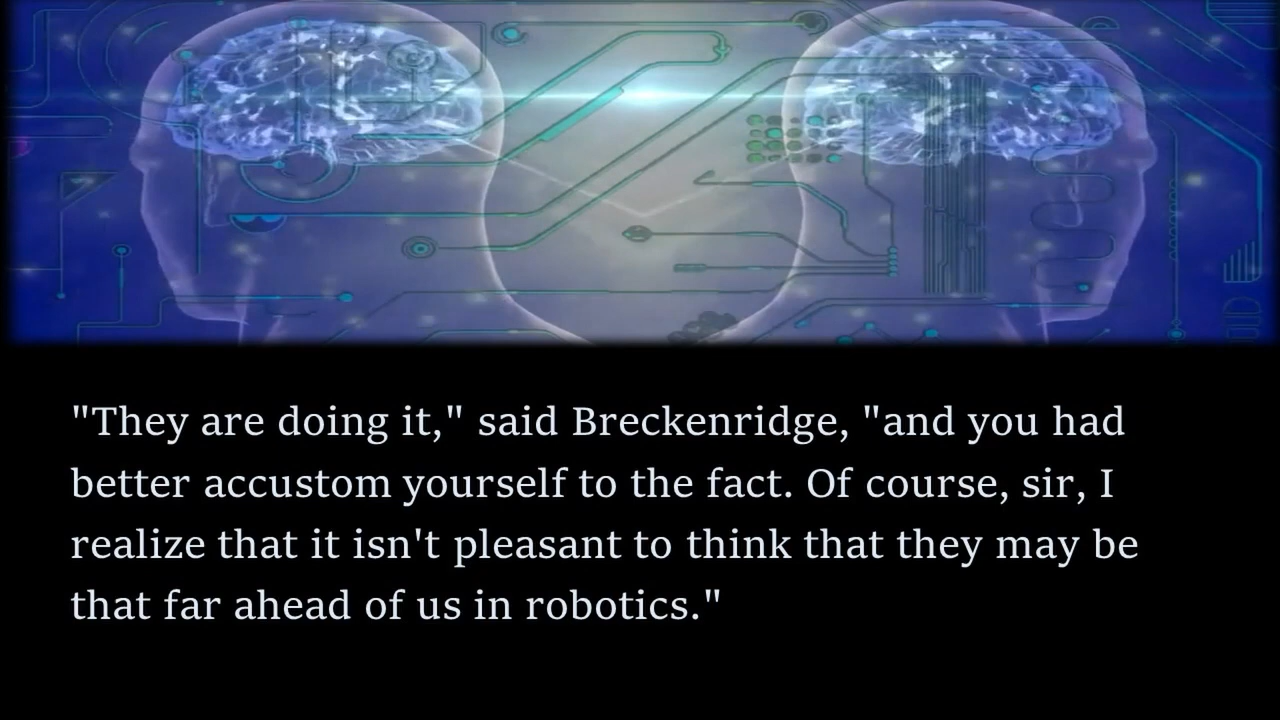 "They are doing it," said Breckenridge, "and you had
better accustom yourself to the fact. Of course, sir, I
realize that it isn't pleasant to think that they may be
that far ahead of us in robotics."